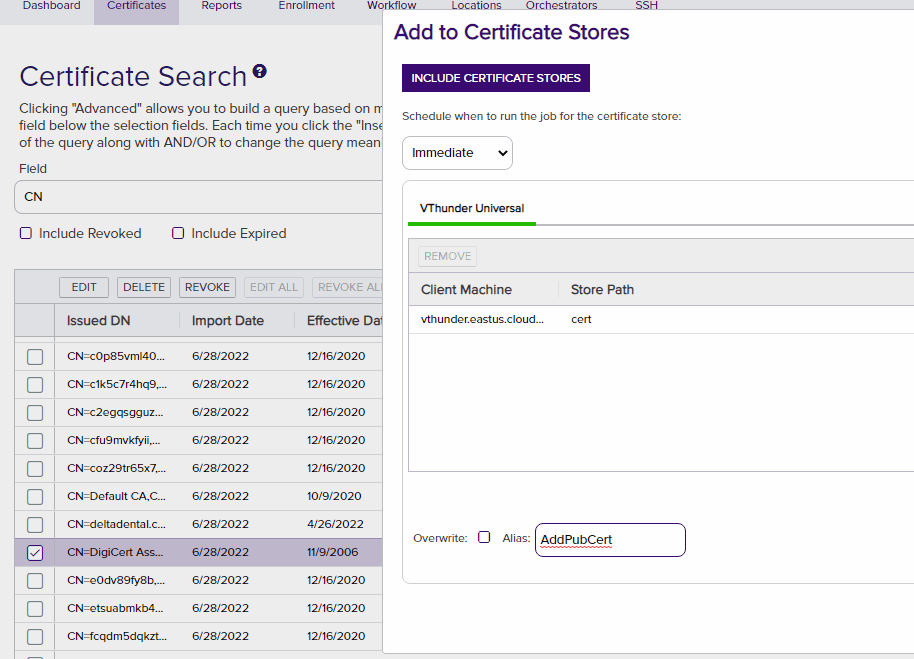 Dashboard Certificates Reports Enrollment Workflow Locations Orchestrators SSH
Certificate Search ?
Clicking "Advanced" allows you to build a query based on m
field below the selection fields. Each time you click the "Inse
of the query along with AND/OR to change the query mean
Field
CN
Include Revoked Include Expired
EDIT DELETE REVOKE EDIT ALL REVOKE ALL
Issued DN Import Date Effective Dat
CN=c0p85vml40... 6/28/2022 12/16/2020
CN=c1k5c7r4hq9,... 6/28/2022 12/16/2020
CN=c2egqsgguz... 6/28/2022 12/16/2020
CN=cfu9mvkfyii,... 6/28/2022 12/16/2020
CN=coz29tr65x7,... 6/28/2022 12/16/2020
CN=Default CA,C... 6/28/2022 10/9/2020
CN=deltadental.c... 6/28/2022 4/26/2022
CN=DigiCert Ass... 6/28/2022 11/9/2006
CN=e0dv89fy8b,... 6/28/2022 12/16/2020
CN=etsuabmkb4... 6/28/2022 12/16/2020
CN=fcqdm5dqkzt... 6/28/2022 12/16/2020
Add to Certificate Stores
INCLUDE CERTIFICATE STORES
Schedule when to run the job for the certificate store:
Immediate
VThunder Universal
REMOVE
Client Machine Store Path
vthunder.eastus.cloud... cert
Overwrite: Alias: AddPubCert